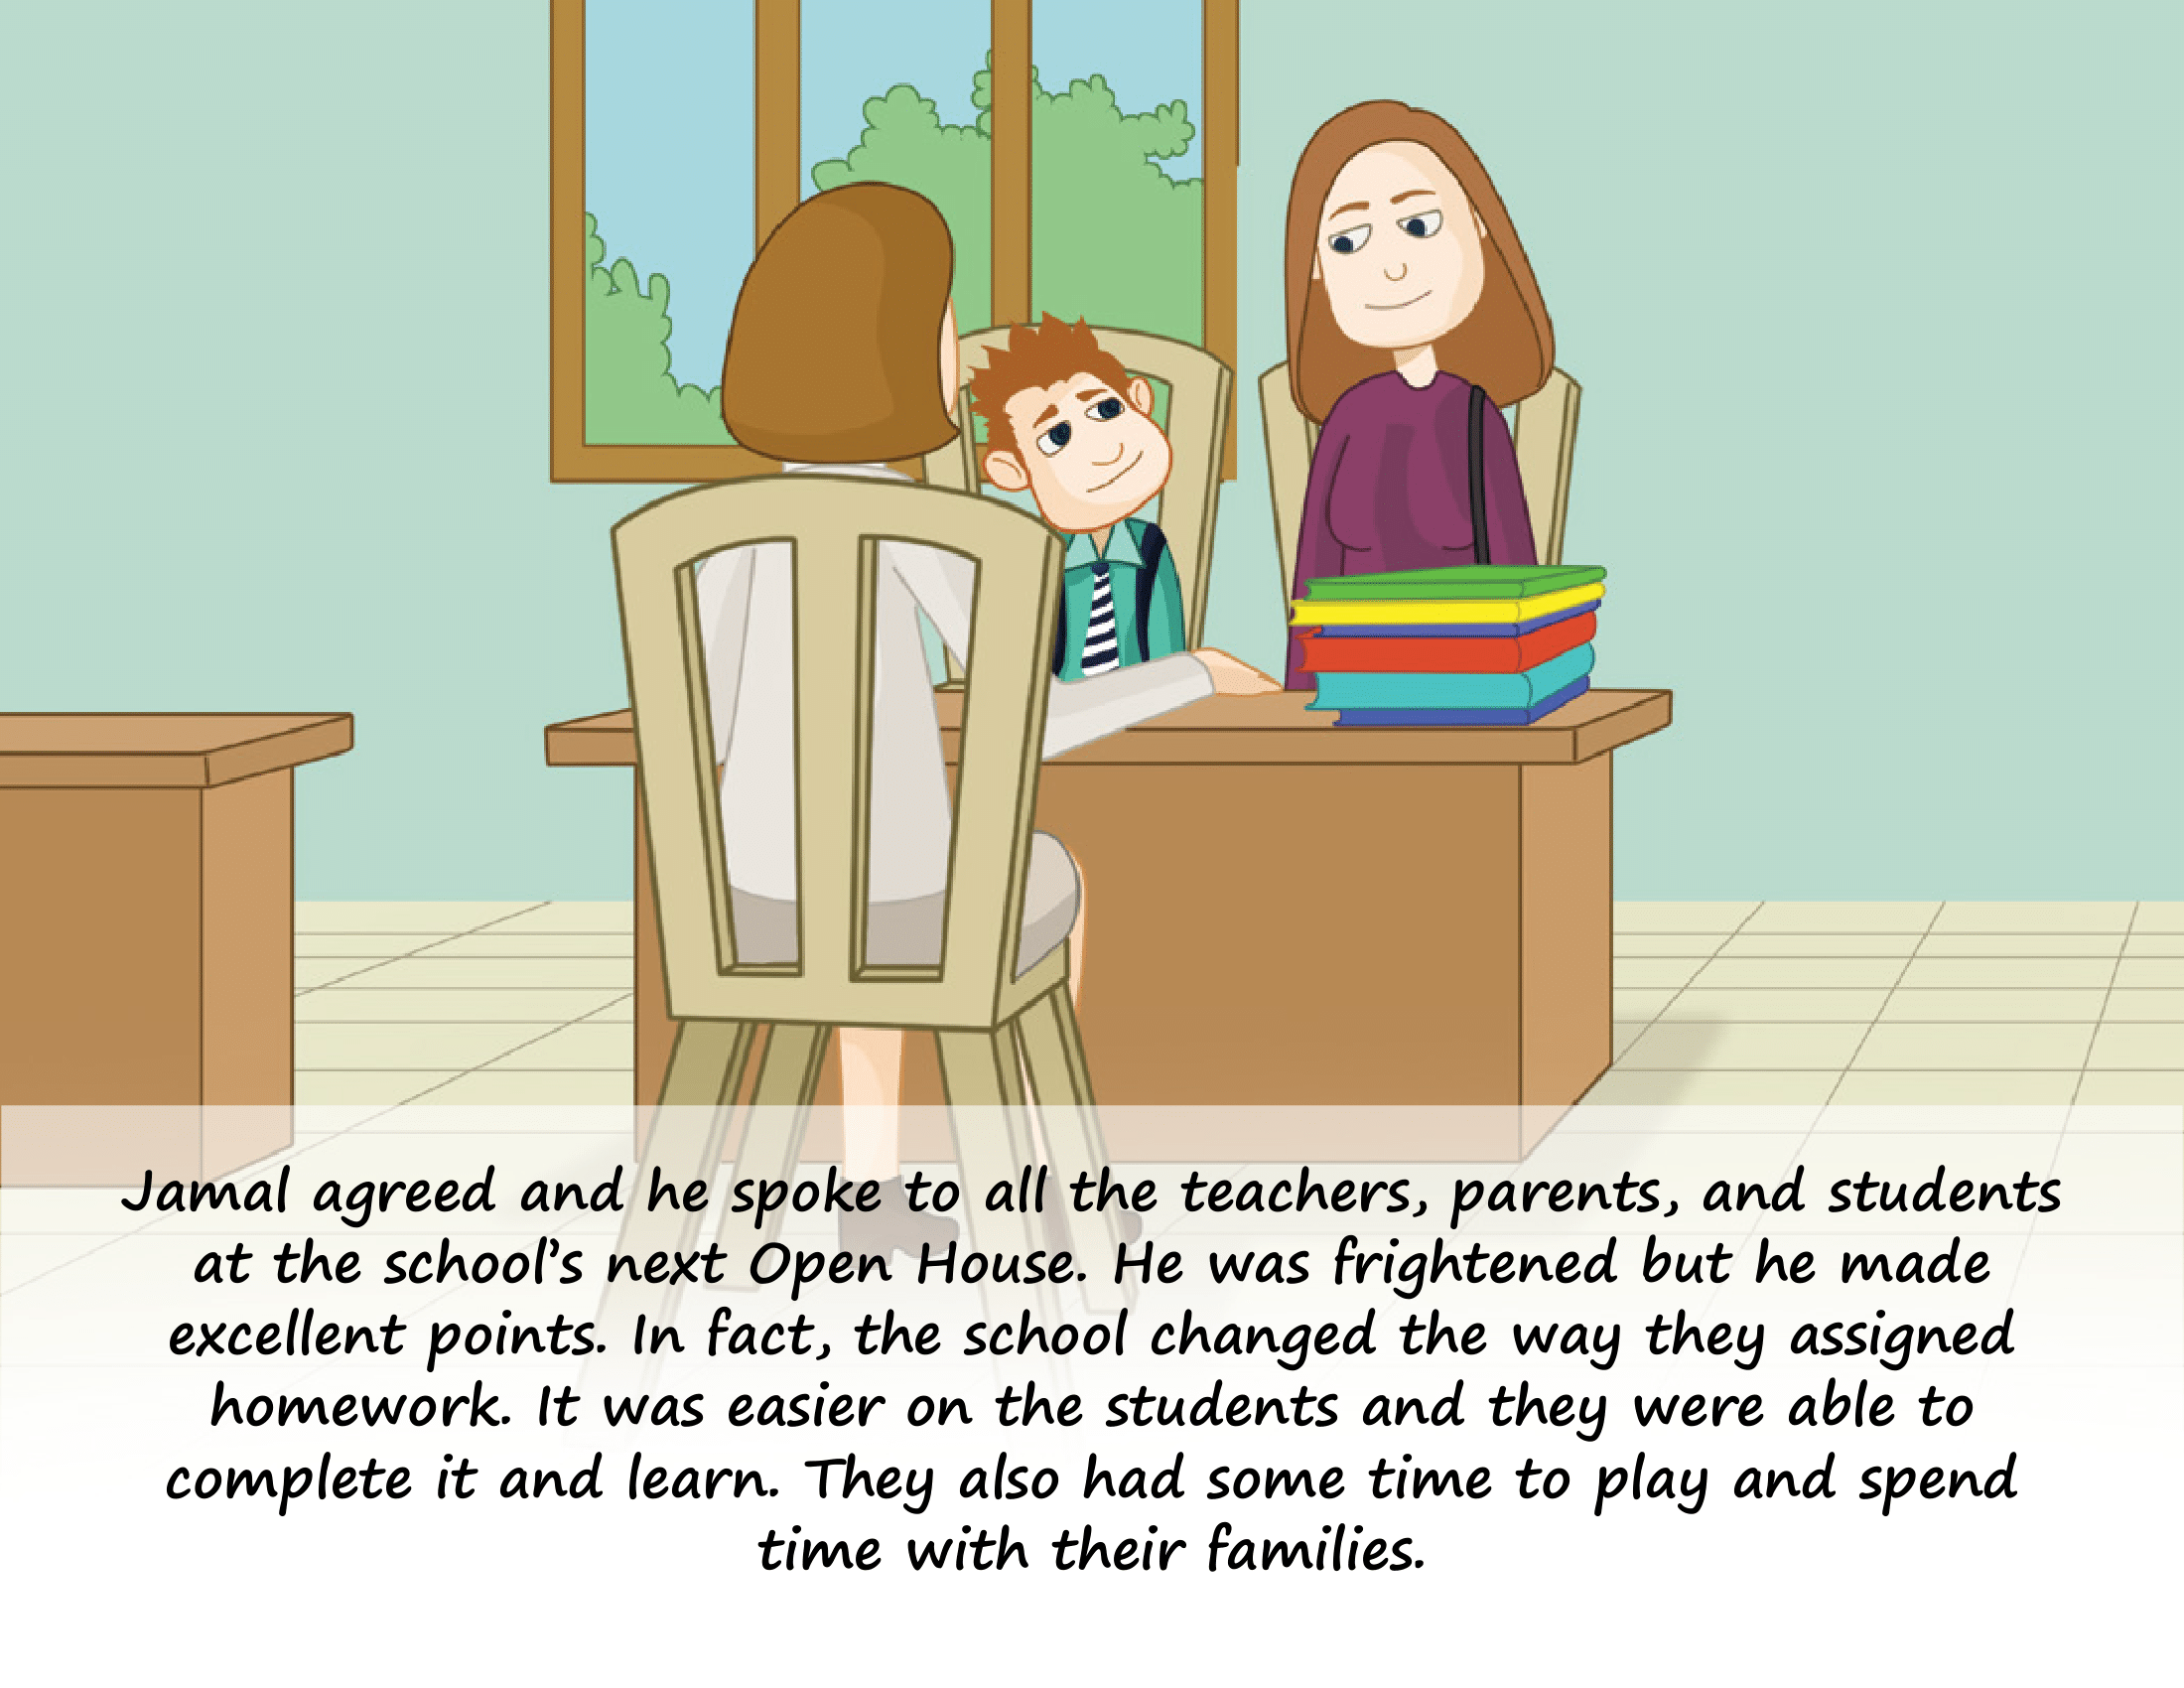 Jamal agreed and he spoke to all the teachers, parents, and students
at the school’s next Open House. He was frightened but he made
excellent points. In fact, the school changed the way they assigned
homework. It was easier on the students and they were able to
complete it and learn. They also had some time to play and spend
time with their families.